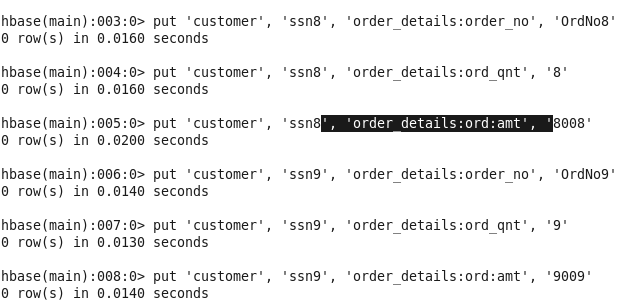 hbase(main):003:0> put 'customer', 'ssn8', 'order_details:order_no', 'OrdNo8'
0 row(s) in 0.0160 seconds
hbase(main):004:0> put 'customer', 'ssn8', 'order_details:ord_qnt', '8'
0 row(s) in 0.0160 seconds
hbase(main):005:0> put 'customer', 'ssn8', 'order_details:ord:amt', '8008'
0 row(s) in 0.0200 seconds
hbase(main):006:0> put 'customer', 'ssn9', 'order_details:order_no', 'OrdNo9'
0 row(s) in 0.0140 seconds
hbase(main):007:0> put 'customer', 'ssn9', 'order_details:ord_qnt', '9'
0 row(s) in 0.0130 seconds
hbase(main):008:0> put 'customer', 'ssn9', 'order_details:ord:amt', '9009'
0 row(s) in 0.0140 seconds